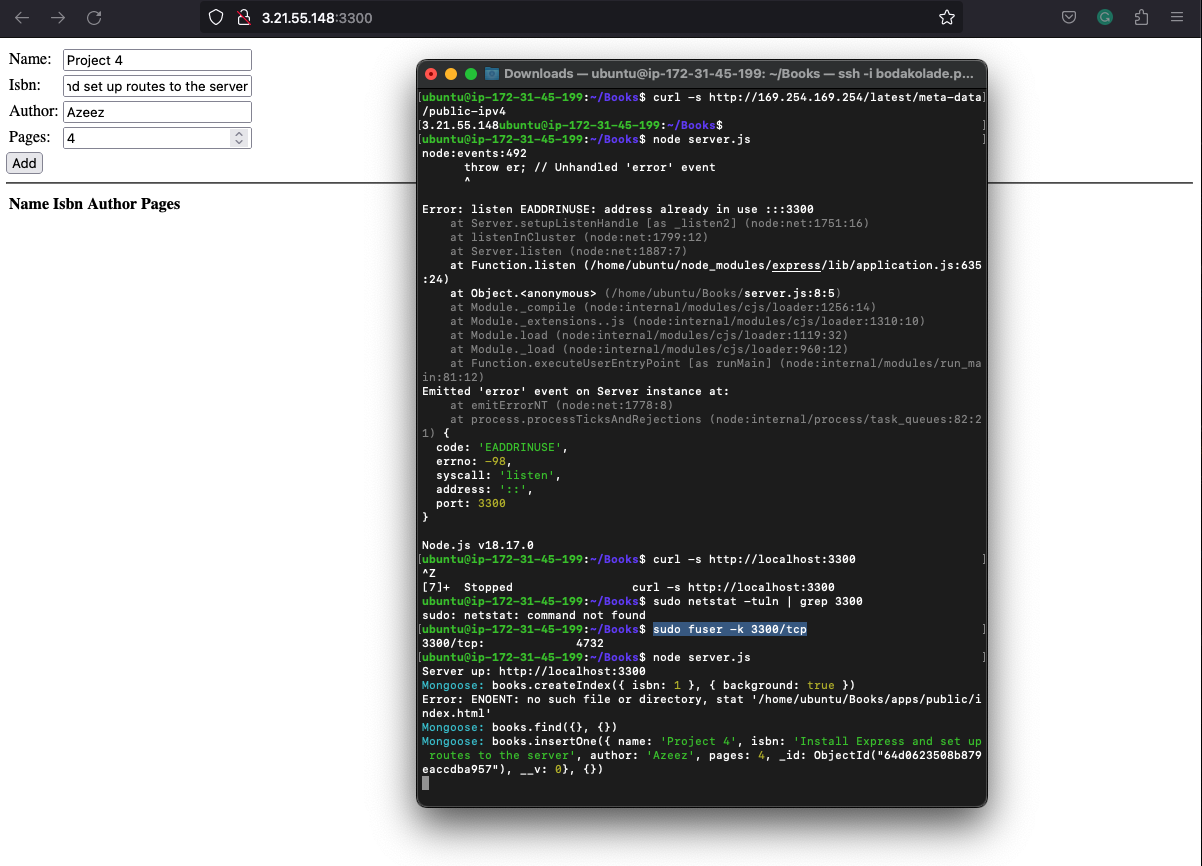 3.21.55.148:3300
Name: Project 4
Isbn: nd set up routes to the server
Author: Azeez
Pages: 4
Add
Name Isbn Author Pages
Downloads — ubuntu@ip-172-31-45-199: ~/Books — ssh -i bodakolade.p...
[ubuntu@ip-172-31-45-199:~/Books$ curl -s http://169.254.169.254/latest/meta-data]
/public-ipv4
[3.21.55.148ubuntu@ip-172-31-45-199:~/Books$ ]
[ubuntu@ip-172-31-45-199:~/Books$ node server.js ]
node:events:492
      throw er; // Unhandled 'error' event
      ^
Error: listen EADDRINUSE: address already in use :::3300
    at Server.setupListenHandle [as _listen2] (node:net:1751:16)
    at listenInCluster (node:net:1799:12)
    at Server.listen (node:net:1887:7)
    at Function.listen (/home/ubuntu/node_modules/express/lib/application.js:635
:24)
    at Object.<anonymous> (/home/ubuntu/Books/server.js:8:5)
    at Module._compile (node:internal/modules/cjs/loader:1256:14)
    at Module._extensions..js (node:internal/modules/cjs/loader:1310:10)
    at Module.load (node:internal/modules/cjs/loader:1119:32)
    at Module._load (node:internal/modules/cjs/loader:960:12)
    at Function.executeUserEntryPoint [as runMain] (node:internal/modules/run_ma
in:81:12)
Emitted 'error' event on Server instance at:
    at emitErrorNT (node:net:1778:8)
    at process.processTicksAndRejections (node:internal/process/task_queues:82:2
1) {
  code: 'EADDRINUSE',
  errno: -98,
  syscall: 'listen',
  address: '::',
  port: 3300
}
Node.js v18.17.0
[ubuntu@ip-172-31-45-199:~/Books$ curl -s http://localhost:3300 ]
^Z
[7]+  Stopped                 curl -s http://localhost:3300
ubuntu@ip-172-31-45-199:~/Books$ sudo netstat -tuln | grep 3300
sudo: netstat: command not found
[ubuntu@ip-172-31-45-199:~/Books$ sudo fuser -k 3300/tcp ]
3300/tcp:             4732
[ubuntu@ip-172-31-45-199:~/Books$ node server.js ]
Server up: http://localhost:3300
Mongoose: books.createIndex({ isbn: 1 }, { background: true })
Error: ENOENT: no such file or directory, stat '/home/ubuntu/Books/apps/public/i
ndex.html'
Mongoose: books.find({}, {})
Mongoose: books.insertOne({ name: 'Project 4', isbn: 'Install Express and set up
 routes to the server', author: 'Azeez', pages: 4, _id: ObjectId("64d0623508b879
eaccdba957"), __v: 0}, {})